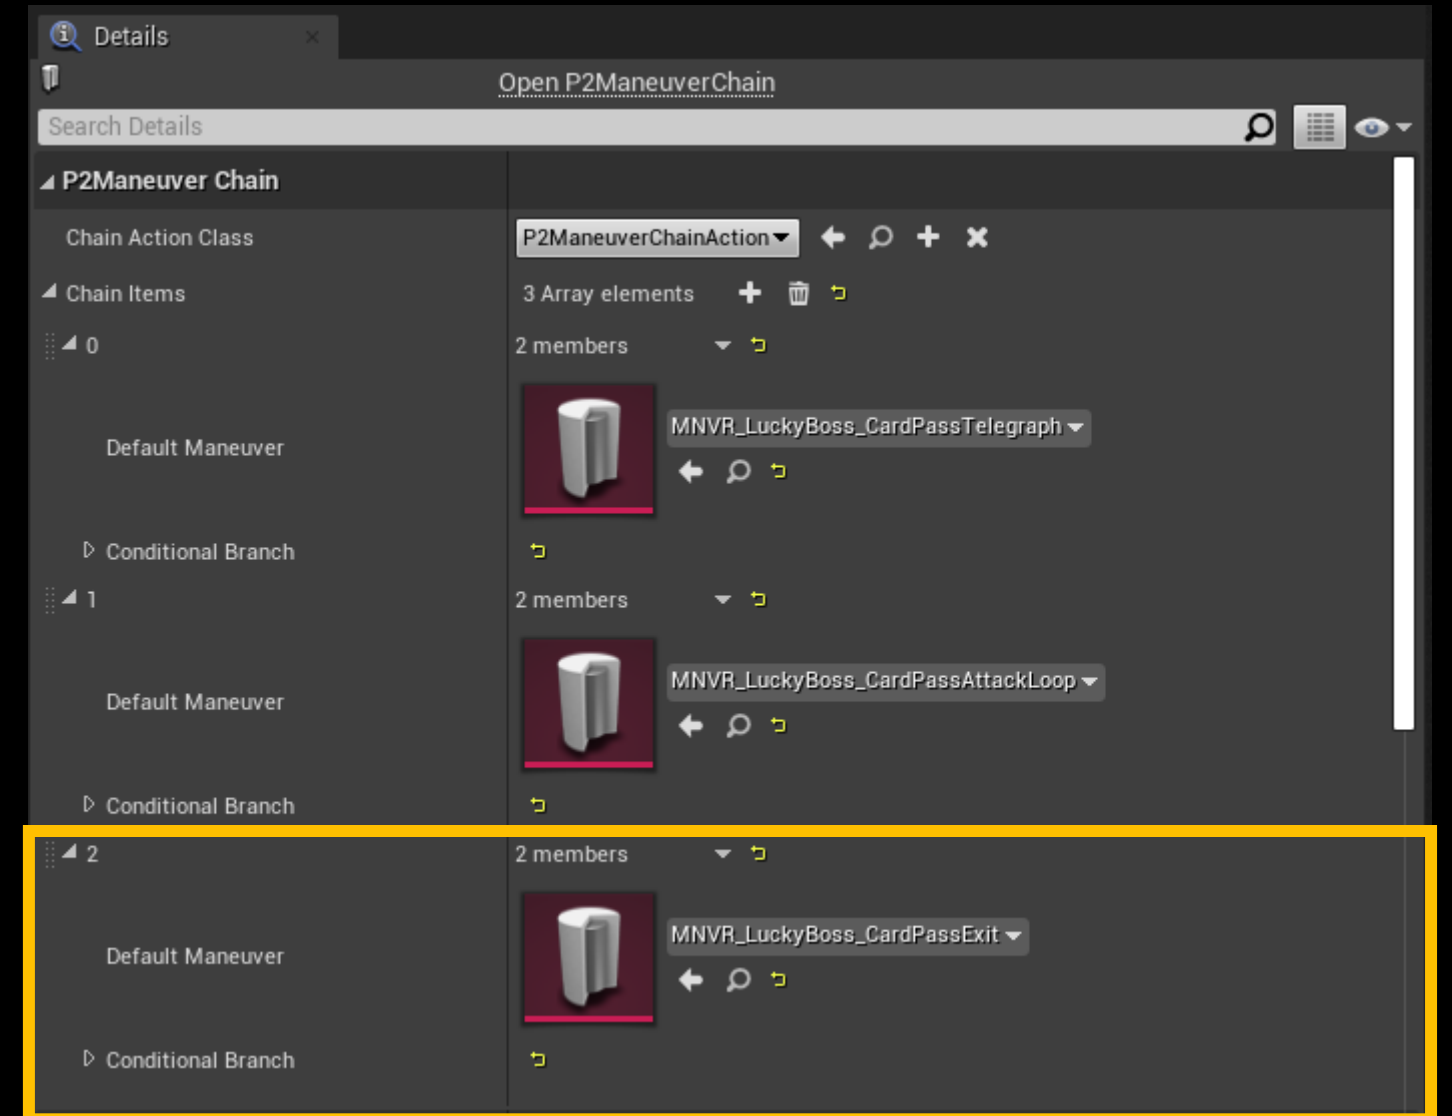 Details
Open P2ManeuverChain
Search Details
P2Maneuver Chain
Chain Action Class P2ManeuverChainAction
Chain Items 3 Array elements
0 2 members
MNVR_LuckyBoss_CardPassTelegraph
Default Maneuver
Conditional Branch
1 2 members
MNVR_LuckyBoss_CardPassAttackLoop
Default Maneuver
Conditional Branch
2 2 members
MNVR_LuckyBoss_CardPassExit
Default Maneuver
Conditional Branch